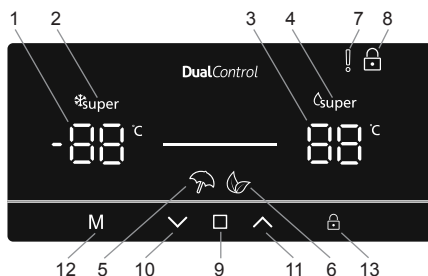 1 2 3 4 7 8
DualControl
super super
-88 °C 88 °C
M
12 5 10 9 11 6 13